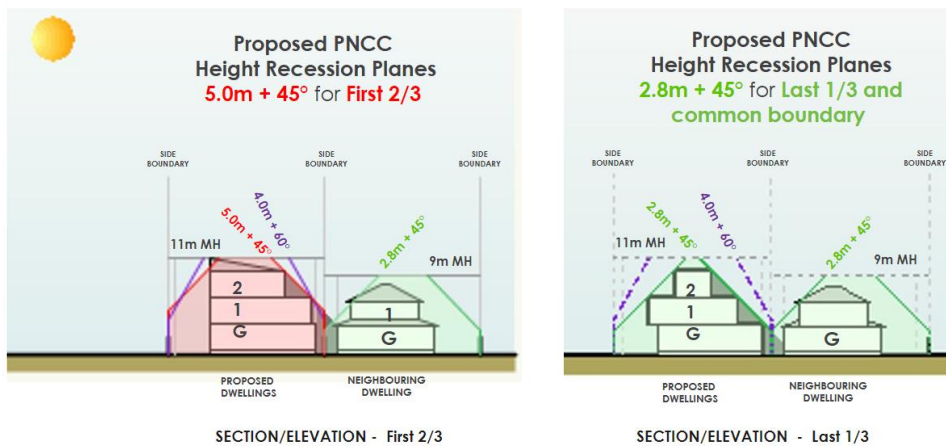 Proposed PNCC
Height Recession Planes
5.0m + 45° for First 2/3
SIDE
BOUNDARY
SIDE
BOUNDARY
SIDE
BOUNDARY
11m MH
5.0m + 45°
4.0m + 60°
2.8m + 45°
9m MH
2
1
G
1
G
PROPOSED
DWELLINGS
NEIGHBOURING
DWELLING
SECTION/ELEVATION - First 2/3
Proposed PNCC
Height Recession Planes
2.8m + 45° for Last 1/3 and
common boundary
SIDE
BOUNDARY
SIDE
BOUNDARY
SIDE
BOUNDARY
11m MH
2.8m + 45°
4.0m + 60°
2.8m + 45°
9m MH
2
1
G
G
PROPOSED
DWELLINGS
NEIGHBOURING
DWELLING
SECTION/ELEVATION - Last 1/3